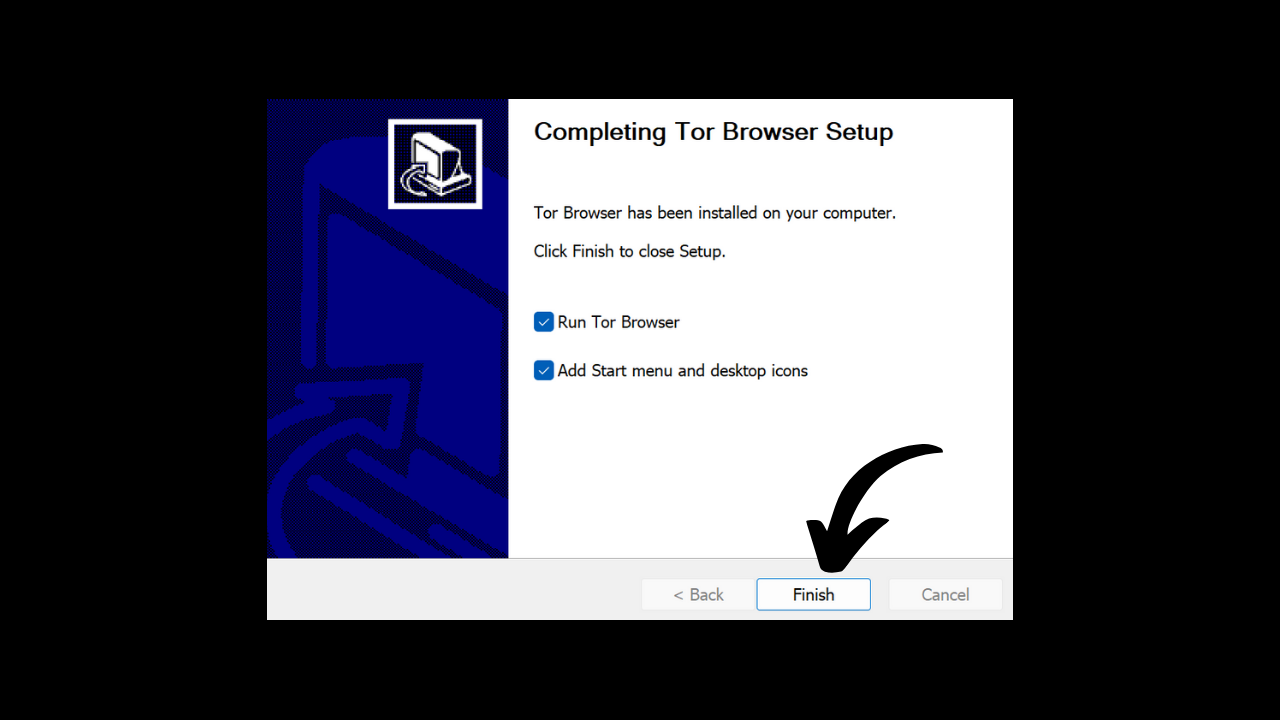 Completing Tor Browser Setup
Tor Browser has been installed on your computer.
Click Finish to close Setup.
Run Tor Browser
Add Start menu and desktop icons
< Back Finish Cancel